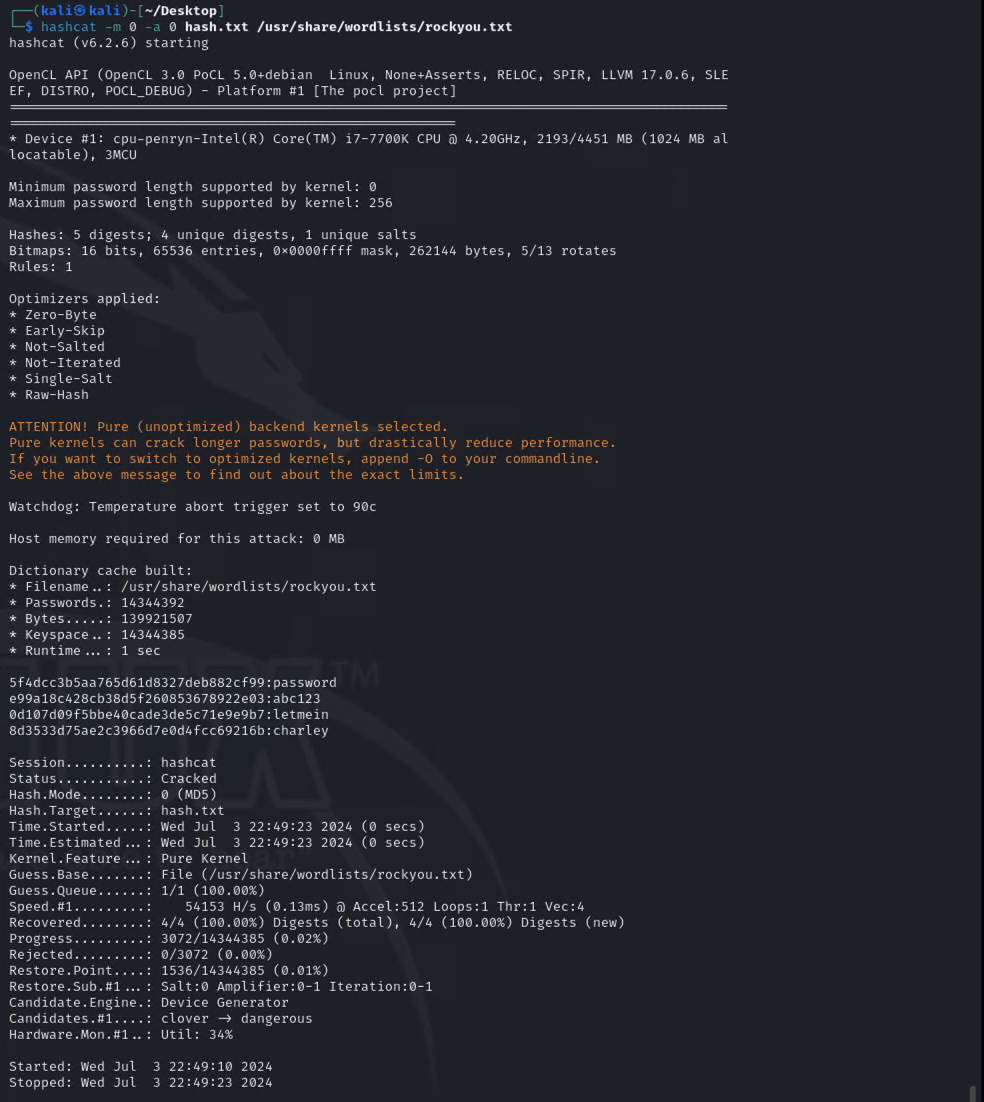 ┌──(kali㉿kali)-[~/Desktop]
└─$ hashcat -m 0 -a 0 hash.txt /usr/share/wordlists/rockyou.txt
hashcat (v6.2.6) starting

OpenCL API (OpenCL 3.0 PoCL 5.0+debian  Linux, None+Asserts, RELOC, SPIR, LLVM 17.0.6, SLE
EF, DISTRO, POCL_DEBUG) - Platform #1 [The pocl project]
==========================================================================================
========================================================
* Device #1: cpu-penryn-Intel(R) Core(TM) i7-7700K CPU @ 4.20GHz, 2193/4451 MB (1024 MB al
locatable), 3MCU

Minimum password length supported by kernel: 0
Maximum password length supported by kernel: 256

Hashes: 5 digests; 4 unique digests, 1 unique salts
Bitmaps: 16 bits, 65536 entries, 0x0000ffff mask, 262144 bytes, 5/13 rotates
Rules: 1

Optimizers applied:
* Zero-Byte
* Early-Skip
* Not-Salted
* Not-Iterated
* Single-Salt
* Raw-Hash

ATTENTION! Pure (unoptimized) backend kernels selected.
Pure kernels can crack longer passwords, but drastically reduce performance.
If you want to switch to optimized kernels, append -O to your commandline.
See the above message to find out about the exact limits.

Watchdog: Temperature abort trigger set to 90c

Host memory required for this attack: 0 MB

Dictionary cache built:
* Filename..: /usr/share/wordlists/rockyou.txt
* Passwords.: 14344392
* Bytes.....: 139921507
* Keyspace..: 14344385
* Runtime...: 1 sec

5f4dcc3b5aa765d61d8327deb882cf99:password
e99a18c428cb38d5f260853678922e03:abc123
0d107d09f5bbe40cade3de5c71e9e9b7:letmein
8d3533d75ae2c3966d7e0d4fcc69216b:charley

Session..........: hashcat
Status...........: Cracked
Hash.Mode........: 0 (MD5)
Hash.Target......: hash.txt
Time.Started.....: Wed Jul  3 22:49:23 2024 (0 secs)
Time.Estimated...: Wed Jul  3 22:49:23 2024 (0 secs)
Kernel.Feature...: Pure Kernel
Guess.Base.......: File (/usr/share/wordlists/rockyou.txt)
Guess.Queue......: 1/1 (100.00%)
Speed.#1.........:    54153 H/s (0.13ms) @ Accel:512 Loops:1 Thr:1 Vec:4
Recovered........: 4/4 (100.00%) Digests (total), 4/4 (100.00%) Digests (new)
Progress.........: 3072/14344385 (0.02%)
Rejected.........: 0/3072 (0.00%)
Restore.Point....: 1536/14344385 (0.01%)
Restore.Sub.#1...: Salt:0 Amplifier:0-1 Iteration:0-1
Candidate.Engine.: Device Generator
Candidates.#1....: clover -> dangerous
Hardware.Mon.#1..: Util: 34%

Started: Wed Jul  3 22:49:10 2024
Stopped: Wed Jul  3 22:49:23 2024